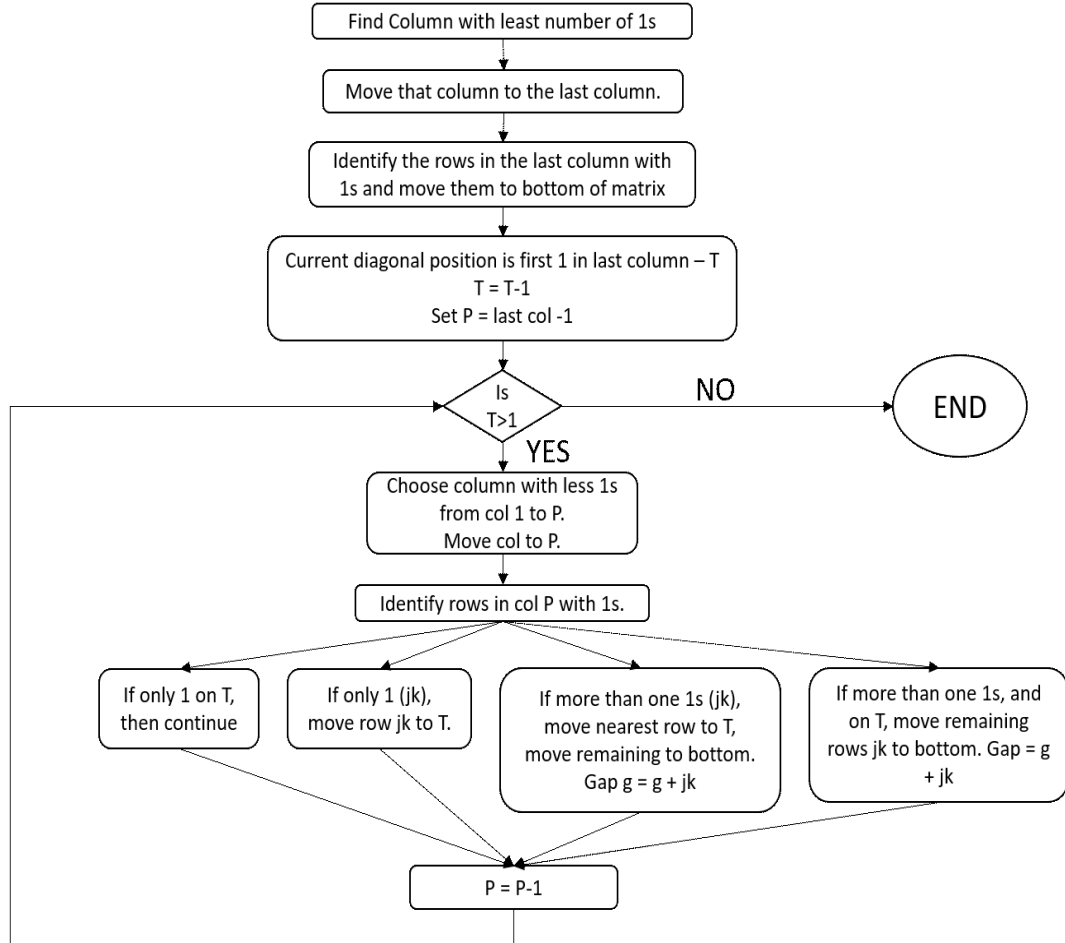 Find Column with least number of 1s
Move that column to the last column.
Identify the rows in the last column with
1s and move them to bottom of matrix
Current diagonal position is first 1 in last column – T
T = T-1
Set P = last col -1
Is
T>1
NO
END
YES
Choose column with less 1s
from col 1 to P.
Move col to P.
Identify rows in col P with 1s.
If only 1 on T,
then continue
If only 1 (jk),
move row jk to T.
If more than one 1s (jk),
move nearest row to T,
move remaining to bottom.
Gap g = g + jk
If more than one 1s, and
on T, move remaining
rows jk to bottom. Gap = g
+ jk
P = P-1